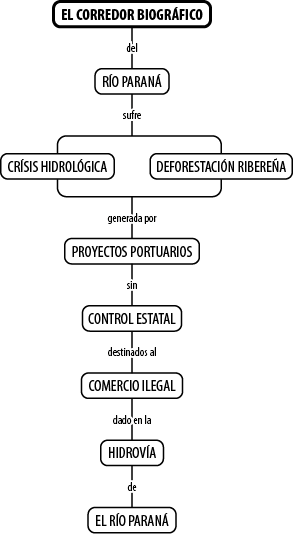 EL CORREDOR BIOGRÁFICO
del
RÍO PARANÁ
sufre
CRÍSIS HIDROLÓGICA
DEFORESTACIÓN RIBEREÑA
generada por
PROYECTOS PORTUARIOS
sin
CONTROL ESTATAL
destinados al
COMERCIO ILEGAL
dado en la
HIDROVÍA
de
EL RÍO PARANÁ